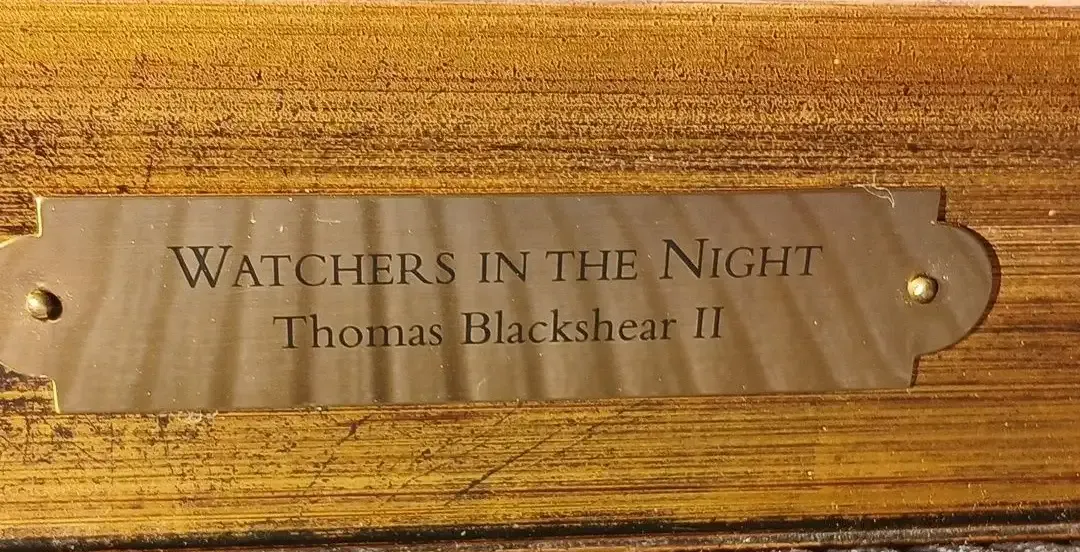 WATCHERS IN THE NIGHT
Thomas Blackshear II